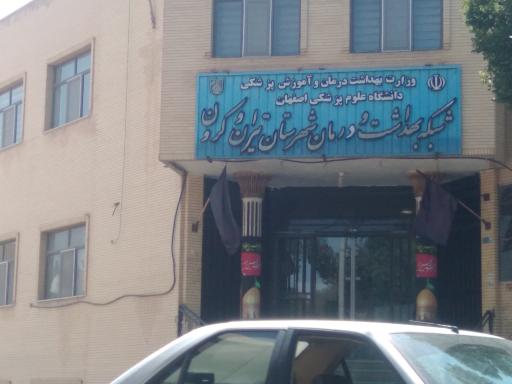 وزارت بهداشت درمان و آموزش پزشکی
دانشگاه علوم پزشکی اصفهان
شبکه بهداشت و درمان شهرستان تیران و کرون